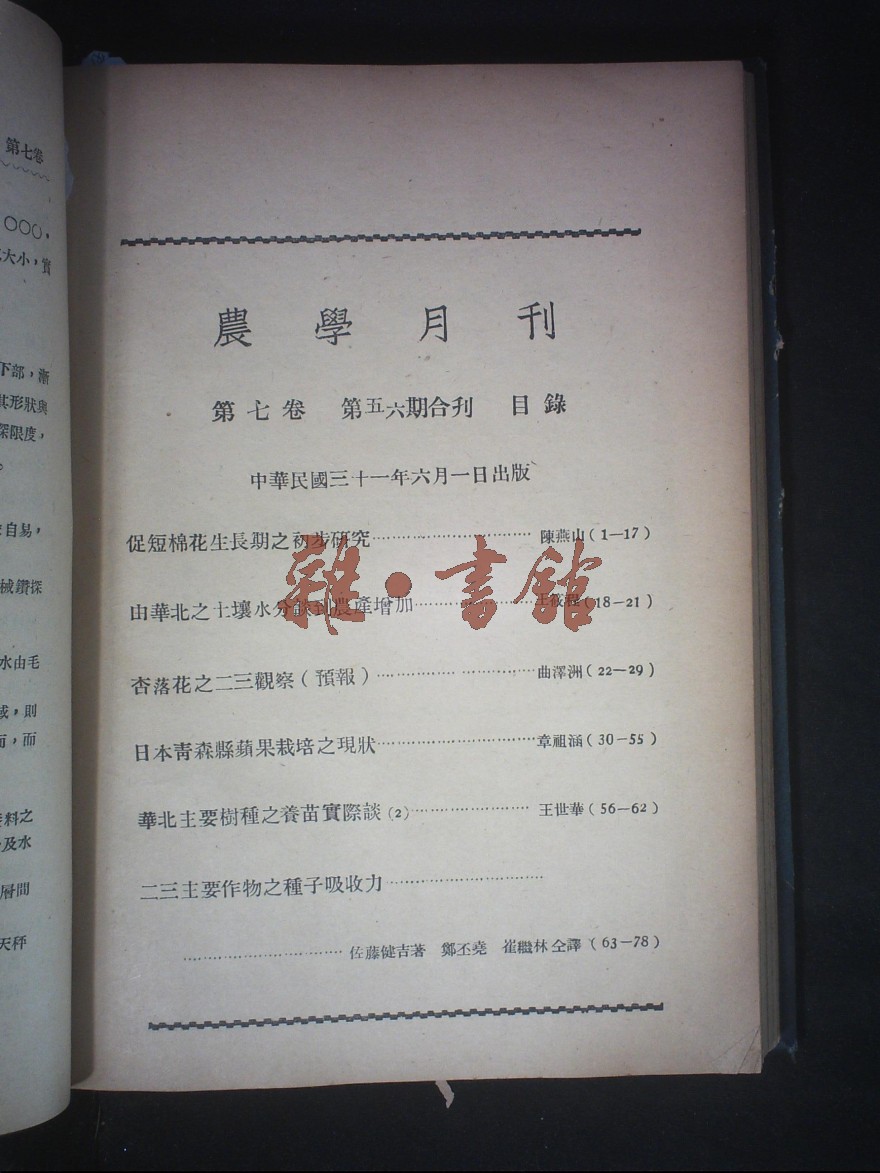 第七卷
〇〇〇，
大小，實
下部，漸
其形狀與
深限度，
。
自易，
械鑽探
水由毛
或，則
而，而
料之
及水
層間
天秤
農學月刊
第七卷 第五六期合刋 目錄
中華民國三十一年六月一日出版
促短棉花生長期之初步研究 陳燕山(1—17)
由華北之土壤水分談到農產增加 王筱程(18—21)
杏落花之二三觀察(預報) 曲澤洲(22—29)
日本靑森縣蘋果栽培之現狀 章祖涵(30—55)
華北主要樹種之養苗實際談(2) 王世華(56—62)
二三主要作物之種子吸收力
佐藤健吉著 鄭丕堯 崔繼林仝譯(63—78)
雜·書館